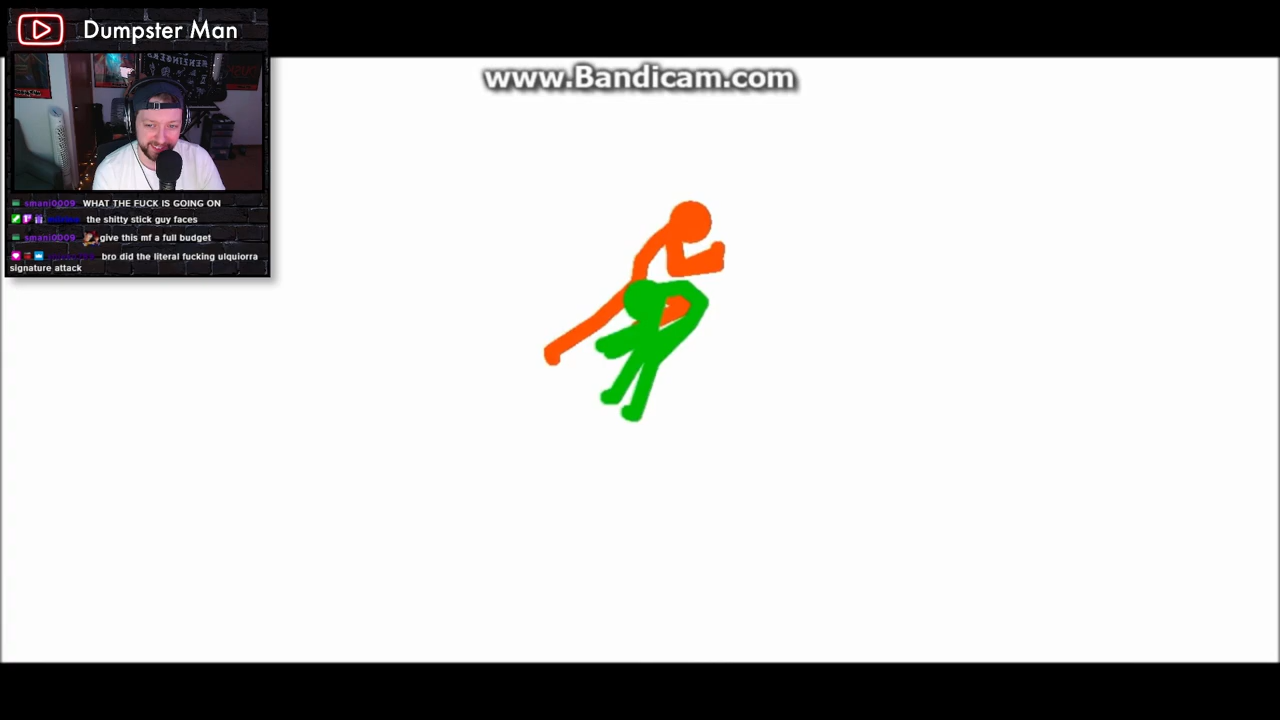 Dumpster Man
www.Bandicam.com
smani0009 WHAT THE FUCK IS GOING ON
the shitty stick guy faces
smani0009 give this mf a full budget
bro did the literal fucking ulquiorra
signature attack